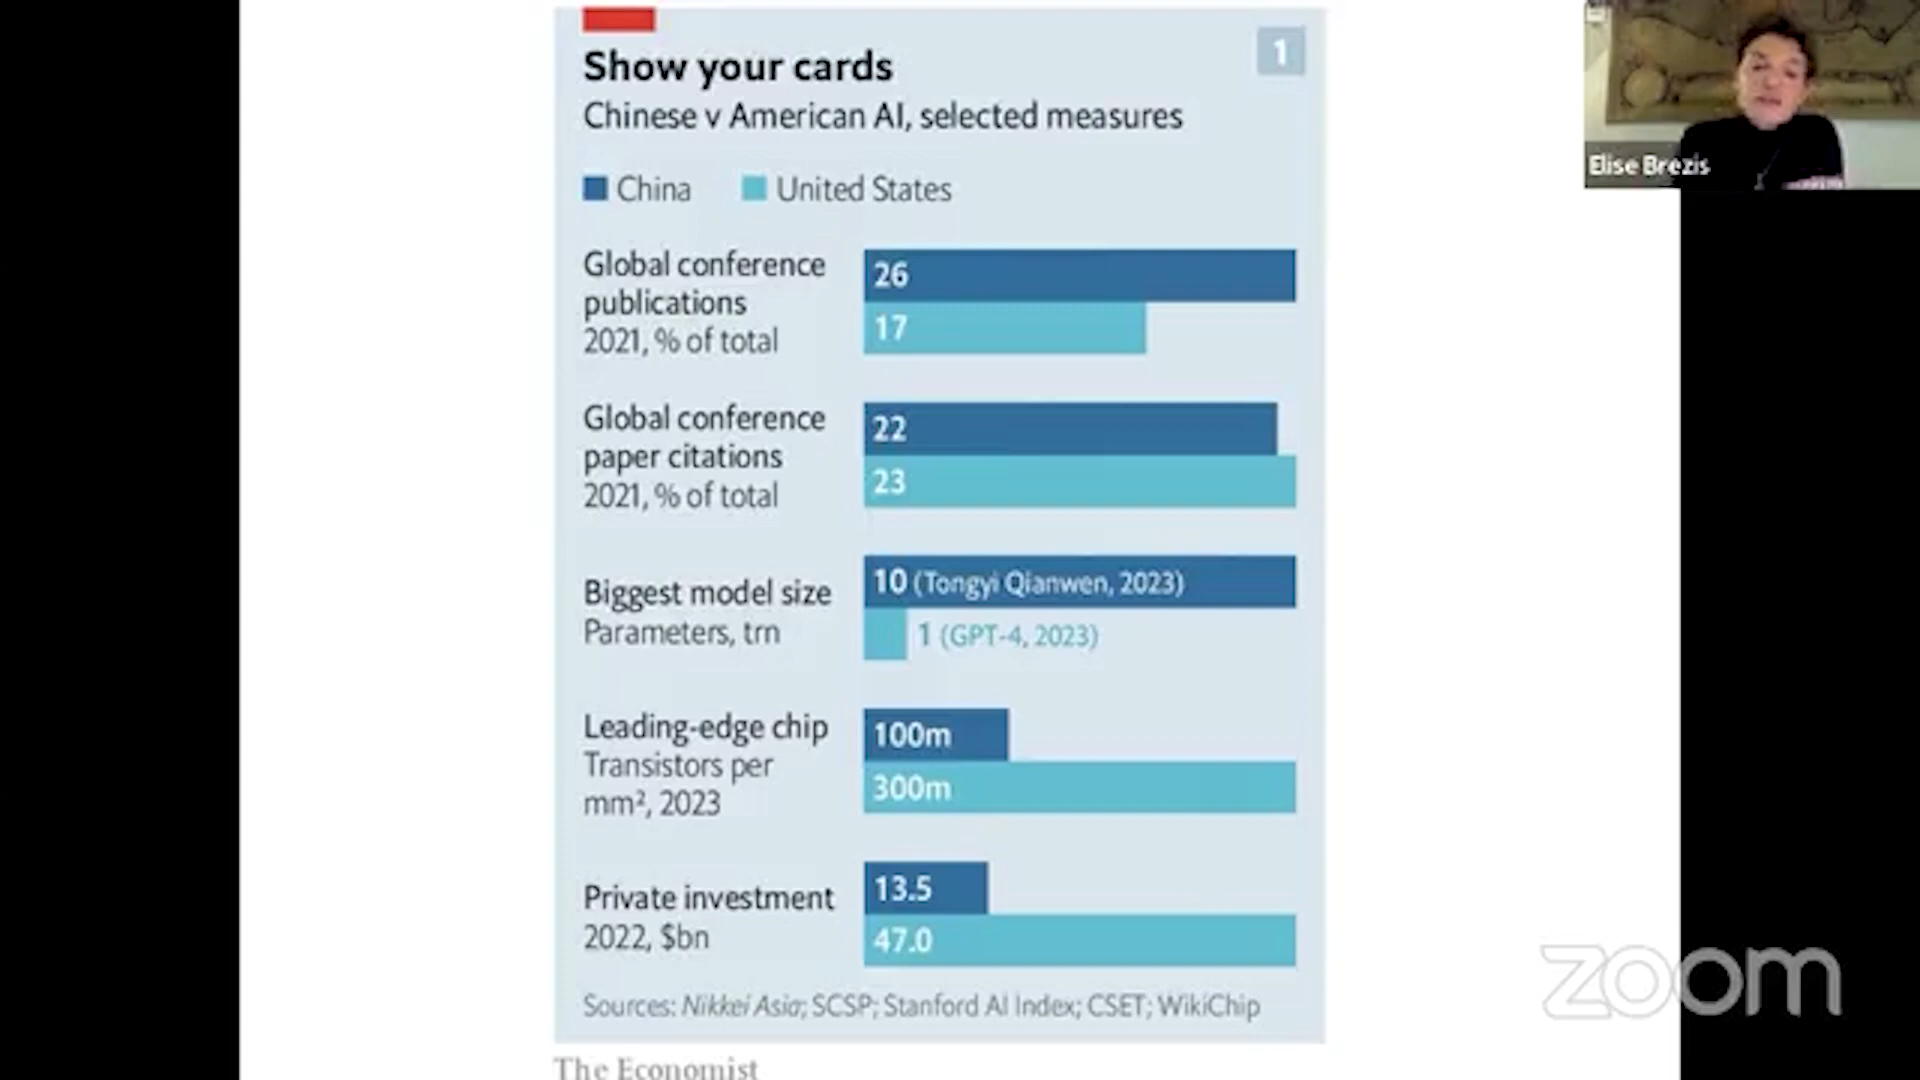 Show your cards
1
Chinese v American AI, selected measures
China
United States
Global conference
publications
2021, % of total
26
17
Global conference
paper citations
2021, % of total
22
23
Biggest model size
Parameters, trn
10 (Tongyi Qianwen, 2023)
1 (GPT-4, 2023)
Leading-edge chip
Transistors per
mm², 2023
100m
300m
Private investment
2022, $bn
13.5
47.0
Sources: Nikkei Asia; SCSP; Stanford AI Index; CSET; WikiChip
The Economist
Elise Brezis
zoom